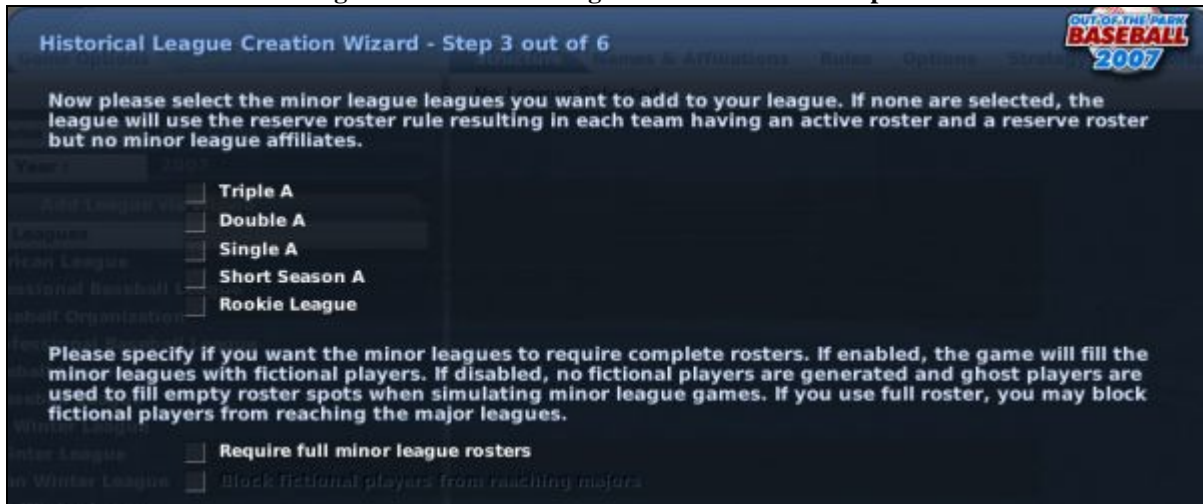 Historical League Creation Wizard - Step 3 out of 6
OUT OF THE PARK
BASEBALL
2007
Names & Affiliations Rules Options
Now please select the minor league leagues you want to add to your league. If none are selected, the
league will use the reserve roster rule resulting in each team having an active roster and a reserve roster
but no minor league affiliates.
Triple A
Double A
Single A
Short Season A
Rookie League
Please specify if you want the minor leagues to require complete rosters. If enabled, the game will fill the
minor leagues with fictional players. If disabled, no fictional players are generated and ghost players are
used to fill empty roster spots when simulating minor league games. If you use full roster, you may block
fictional players from reaching the major leagues.
Require full minor league rosters
Block fictional players from reaching majors